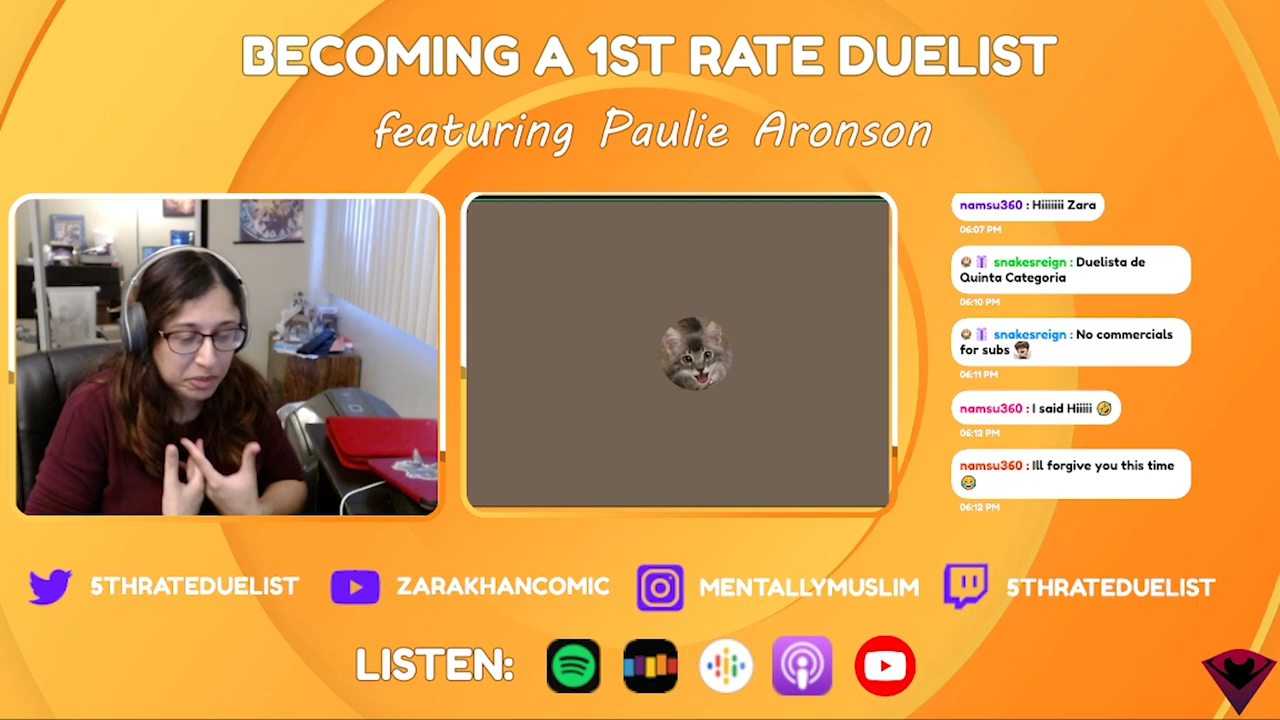 BECOMING A 1ST RATE DUELIST
featuring Paulie Aronson
namsu360 : Hiiiiiii Zara
06:07 PM
snakesreign : Duelista de
Quinta Categoria
06:10 PM
snakesreign : No commercials
for subs
06:11 PM
namsu360 : I said Hiiiii 🤣
06:12 PM
namsu360 : Ill forgive you this time
😂
06:12 PM
5THRATEDUELIST
ZARAKHANCOMIC
MENTALLYMUSLIM
5THRATEDUELIST
LISTEN: